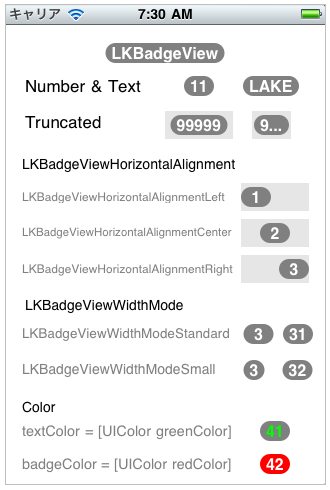 キャリア 7:30 AM
LKBadgeView
Number & Text 11 LAKE
Truncated 99999 9...
LKBadgeViewHorizontalAlignment
LKBadgeViewHorizontalAlignmentLeft 1
LKBadgeViewHorizontalAlignmentCenter 2
LKBadgeViewHorizontalAlignmentRight 3
LKBadgeViewWidthMode
LKBadgeViewWidthModeStandard 3 31
LKBadgeViewWidthModeSmall 3 32
Color
textColor = [UIColor greenColor] 41
badgeColor = [UIColor redColor] 42